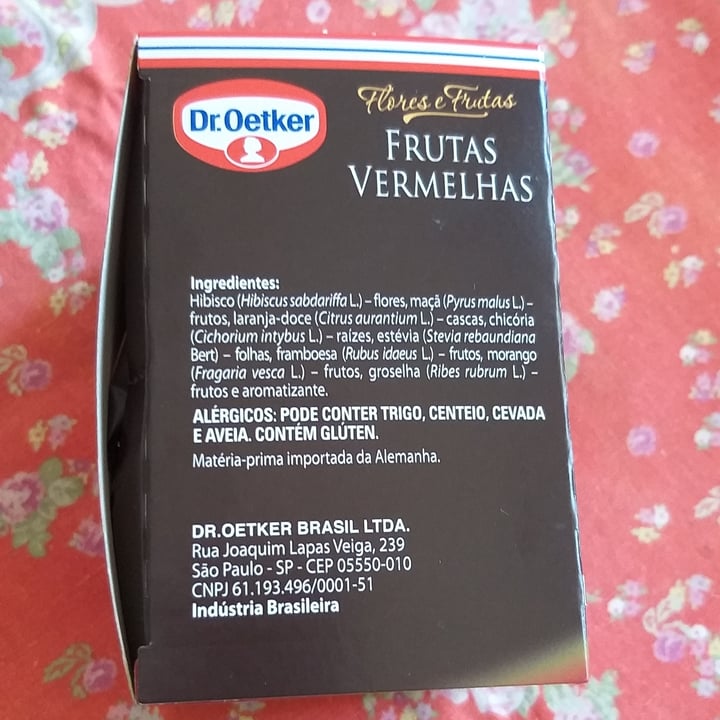 Dr.Oetker
Flores e Frutas
FRUTAS
VERMELHAS
Ingredientes:
Hibisco (Hibiscus sabdariffa L.) – flores, maçã (Pyrus malus L.) –
frutos, laranja-doce (Citrus aurantium L.) – cascas, chicória
(Cichorium intybus L.) – raízes, estévia (Stevia rebaundiana
Bert) – folhas, framboesa (Rubus idaeus L.) – frutos, morango
(Fragaria vesca L.) – frutos, groselha (Ribes rubrum L.) –
frutos e aromatizante.
ALÉRGICOS: PODE CONTER TRIGO, CENTEIO, CEVADA
E AVEIA. CONTÉM GLÚTEN.
Matéria-prima importada da Alemanha.
DR.OETKER BRASIL LTDA.
Rua Joaquim Lapas Veiga, 239
São Paulo - SP - CEP 05550-010
CNPJ 61.193.496/0001-51
Indústria Brasileira